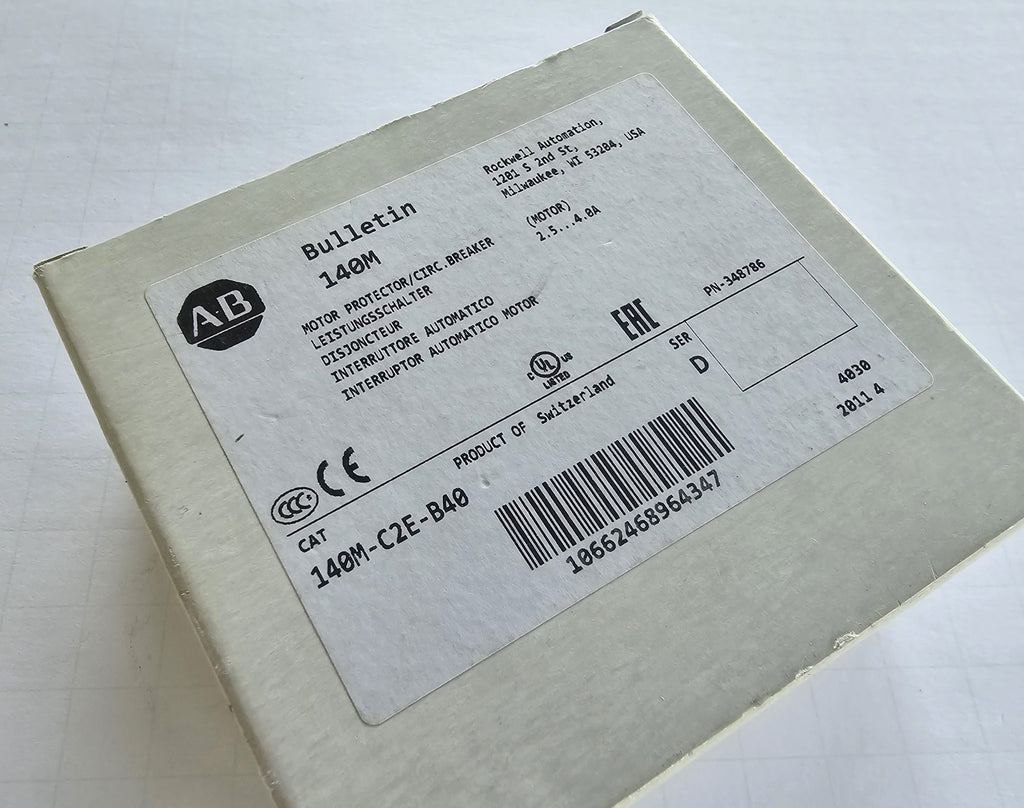 Rockwell Automation,
1201 S 2nd St,
Milwaukee, WI 53204, USA
Bulletin
140M
(MOTOR)
2.5...4.0A
AB
MOTOR PROTECTOR/CIRC.BREAKER
LEISTUNGSSCHALTER
DISJONCTEUR
INTERRUTTORE AUTOMATICO
INTERRUPTOR AUTOMATICO MOTOR
PN-348786
EAC
C UL US
LISTED
CCC CE
PRODUCT OF Switzerland
SER
D
4030
2011 4
CAT
140M-C2E-B40
10662468964347